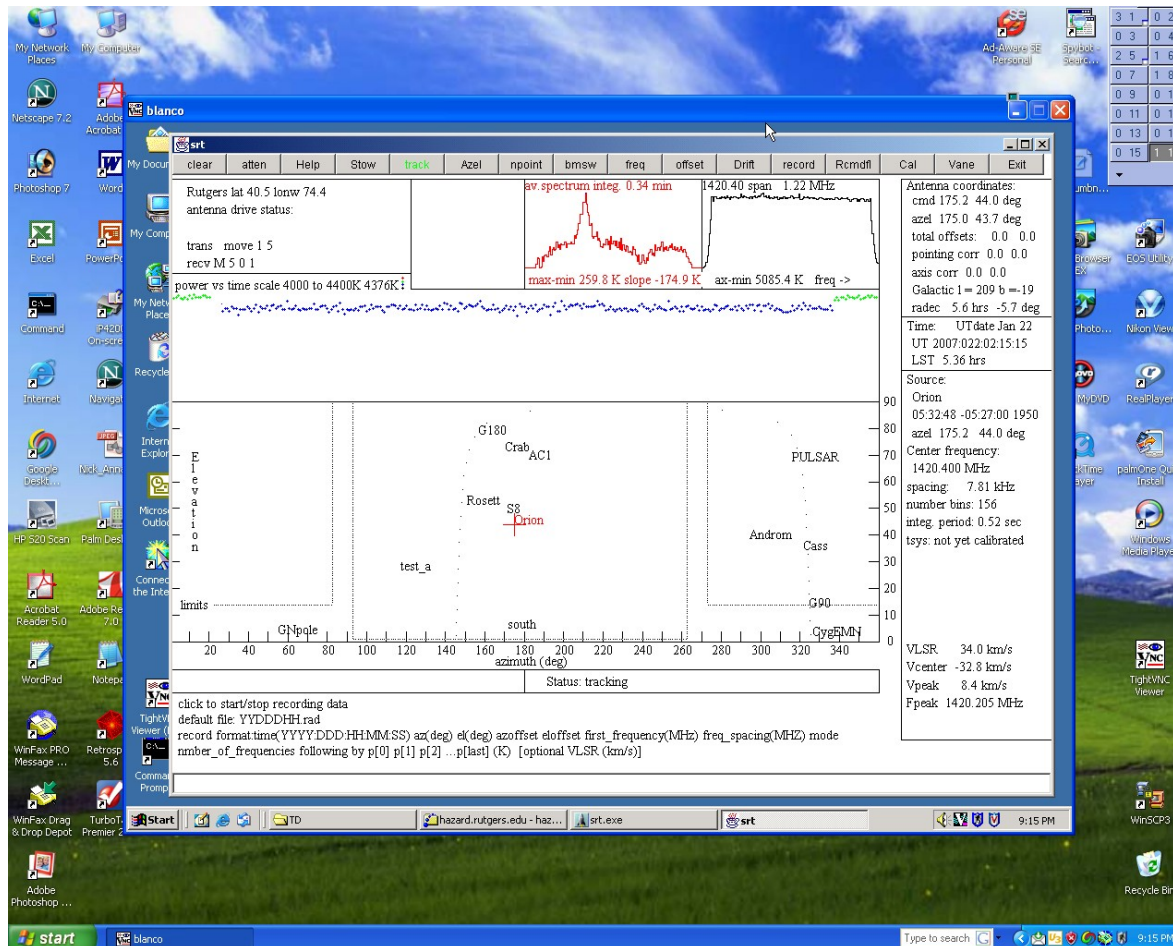 My Network
Places
My Computer
Netscape 7.2
Photoshop 7
Word
Excel
Command
Internet
HP S20 Scan
Acrobat
Reader 5.0
WordPad
WinFax PRO
Message ...
5.6
WinFax Drag
& Drop Depot
Adobe
Photoshop ...
Ad-Aware SE
Personal
Spybot -
Searc...
3 1
0 3
2 5
0 7
0 9
0 11
0 13
0 15
blanco
srt
clear atten Help Stow track Azel npoint bmsw freq offset Drift record Rcmdfl Cal Vane Exit
Rutgers lat 40.5 lonw 74.4
antenna drive status:
trans move 1 5
recv M 5 0 1
av.spectrum integ. 0.34 min
1420.40 span 1.22 MHz
max-min 259.8 K slope -174.9 K
ax-min 5085.4 K freq ->
power vs time scale 4000 to 4400K 4376K
Antenna coordinates:
cmd 175.2 44.0 deg
azel 175.0 43.7 deg
total offsets: 0.0 0.0
pointing corr 0.0 0.0
axis corr 0.0 0.0
Galactic l = 209 b =-19
radec 5.6 hrs -5.7 deg
Time: UTdate Jan 22
UT 2007:022:02:15:15
LST 5.36 hrs
Source:
Orion
05:32:48 -05:27:00 1950
azel 175.2 44.0 deg
Center frequency:
1420.400 MHz
spacing: 7.81 kHz
number bins: 156
integ. period: 0.52 sec
tsys: not yet calibrated
VLSR 34.0 km/s
Vcenter -32.8 km/s
Vpeak 8.4 km/s
Fpeak 1420.205 MHz
Elevation
90
80
70
60
50
40
30
20
10
0
G180
Crab
AC1
PULSAR
Rosett
S8
Orion
Androm
Cass
test_a
limits
G90
GNpole
south
CygEMN
20 40 60 80 100 120 140 160 180 200 220 240 260 280 300 320 340
azimuth (deg)
Status: tracking
click to start/stop recording data
default file: YYDDDHH.rad
record format:time(YYYY:DDD:HH:MM:SS) az(deg) el(deg) azoffset eloffset first_frequency(MHz) freq_spacing(MHZ) mode
nmber_of_frequencies following by p[0] p[1] p[2] ...p[last] (K) [optional VLSR (km/s)]
Start
TD
hazard.rutgers.edu - haz...
srt.exe
srt
9:15 PM
EOS Utility
Nikon View
RealPlayer
palmOne Quick
Install
Windows
Media Player
TightVNC
Viewer
WinSCP3
Recycle Bin
start
blanco
Type to search
9:15 PM